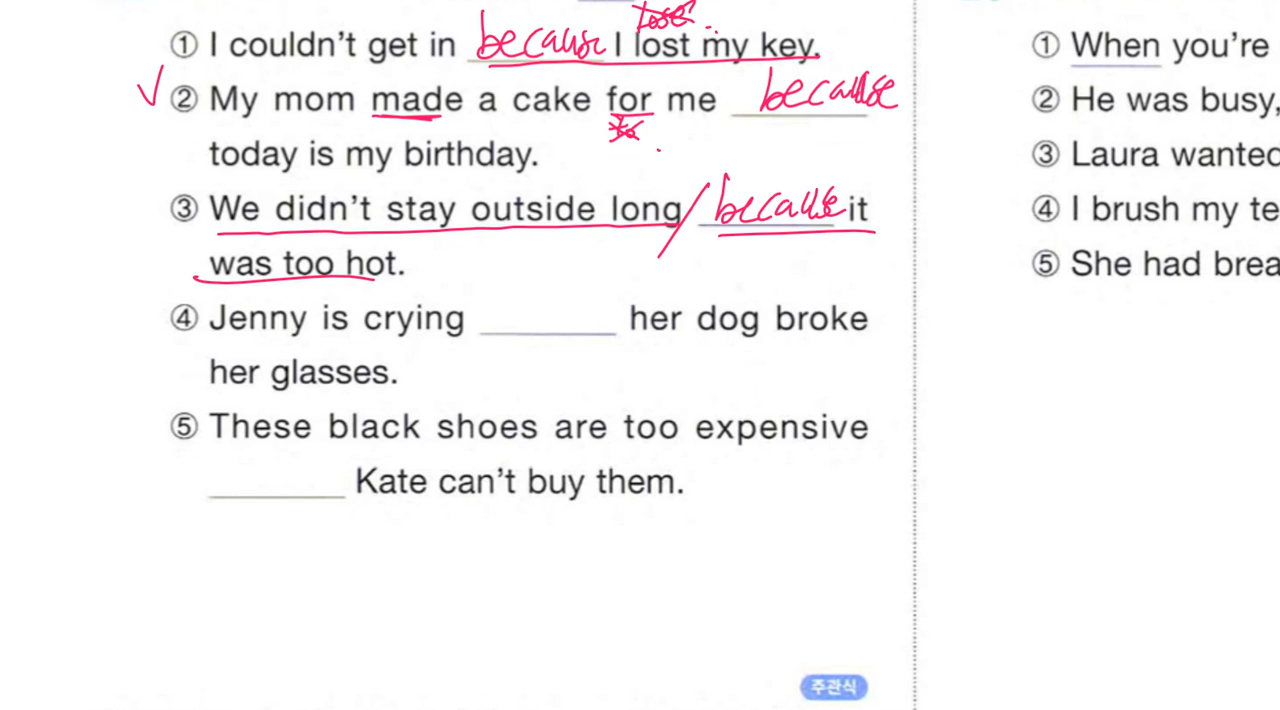 ① I couldn't get in because I lost my key.
② My mom made a cake for me because
today is my birthday.
③ We didn't stay outside long / because it
was too hot.
④ Jenny is crying ________ her dog broke
her glasses.
⑤ These black shoes are too expensive
________ Kate can't buy them.
주관식
① When you're
② He was busy,
③ Laura wanted
④ I brush my te
⑤ She had brea